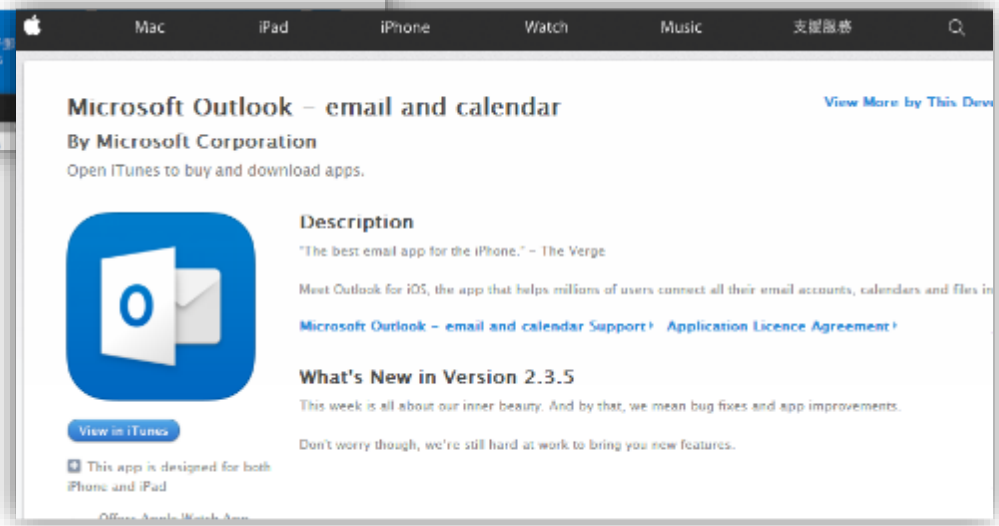 Mac iPad iPhone Watch Music 支援服務
Microsoft Outlook – email and calendar
View More by This Deve
By Microsoft Corporation
Open iTunes to buy and download apps.
Description
"The best email app for the iPhone." – The Verge
Meet Outlook for iOS, the app that helps millions of users connect all their email accounts, calendars and files in
Microsoft Outlook – email and calendar Support Application Licence Agreement
What's New in Version 2.3.5
This week is all about our inner beauty. And by that, we mean bug fixes and app improvements.
Don't worry though, we're still hard at work to bring you new features.
View in iTunes
This app is designed for both
iPhone and iPad
Offers Apple Watch App